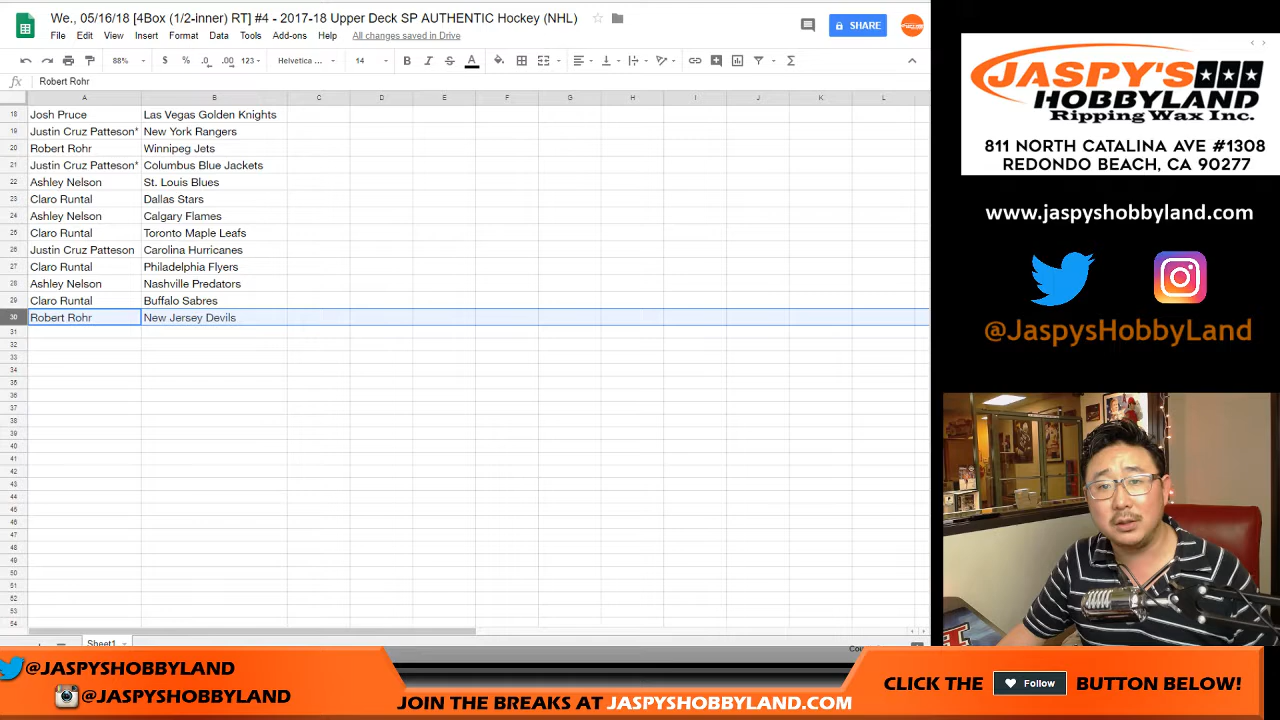 We., 05/16/18 [4Box (1/2-inner) RT] #4 - 2017-18 Upper Deck SP AUTHENTIC Hockey (NHL)
File Edit View Insert Format Data Tools Add-ons Help All changes saved in Drive
SHARE
88% $ % .0 .00 123 Helvetica ... 14 B I S A
fx Robert Rohr
A B C D E F G H I J K L
18 Josh Pruce Las Vegas Golden Knights
19 Justin Cruz Patteson* New York Rangers
20 Robert Rohr Winnipeg Jets
21 Justin Cruz Patteson* Columbus Blue Jackets
22 Ashley Nelson St. Louis Blues
23 Claro Runtal Dallas Stars
24 Ashley Nelson Calgary Flames
25 Claro Runtal Toronto Maple Leafs
26 Justin Cruz Patteson Carolina Hurricanes
27 Claro Runtal Philadelphia Flyers
28 Ashley Nelson Nashville Predators
29 Claro Runtal Buffalo Sabres
30 Robert Rohr New Jersey Devils
31
32
33
34
35
36
37
38
39
40
41
42
43
44
45
46
47
48
49
50
51
52
53
54
Sheet1
JASPY'S
HOBBYLAND
Ripping Wax Inc.
811 NORTH CATALINA AVE #1308
REDONDO BEACH, CA 90277
www.jaspyshobbyland.com
@JaspysHobbyLand
@JASPYSHOBBYLAND
@JASPYSHOBBYLAND
JOIN THE BREAKS AT JASPYSHOBBYLAND.COM
CLICK THE Follow BUTTON BELOW!